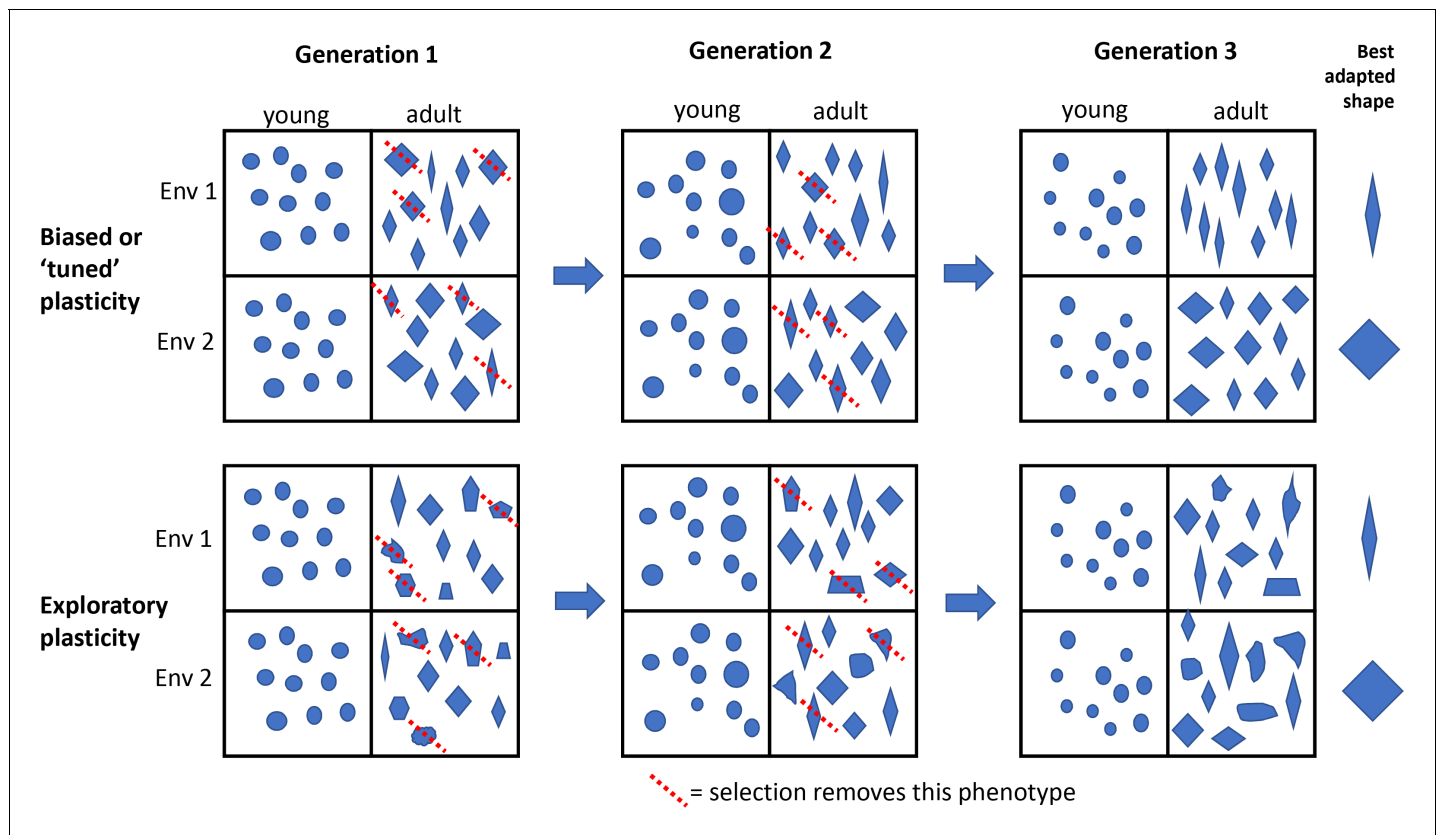 Generation 1
Generation 2
Generation 3
Best
adapted
shape
young
adult
young
adult
young
adult
Env 1
Biased or
‘tuned’
plasticity
Env 2
Env 1
Exploratory
plasticity
Env 2
= selection removes this phenotype